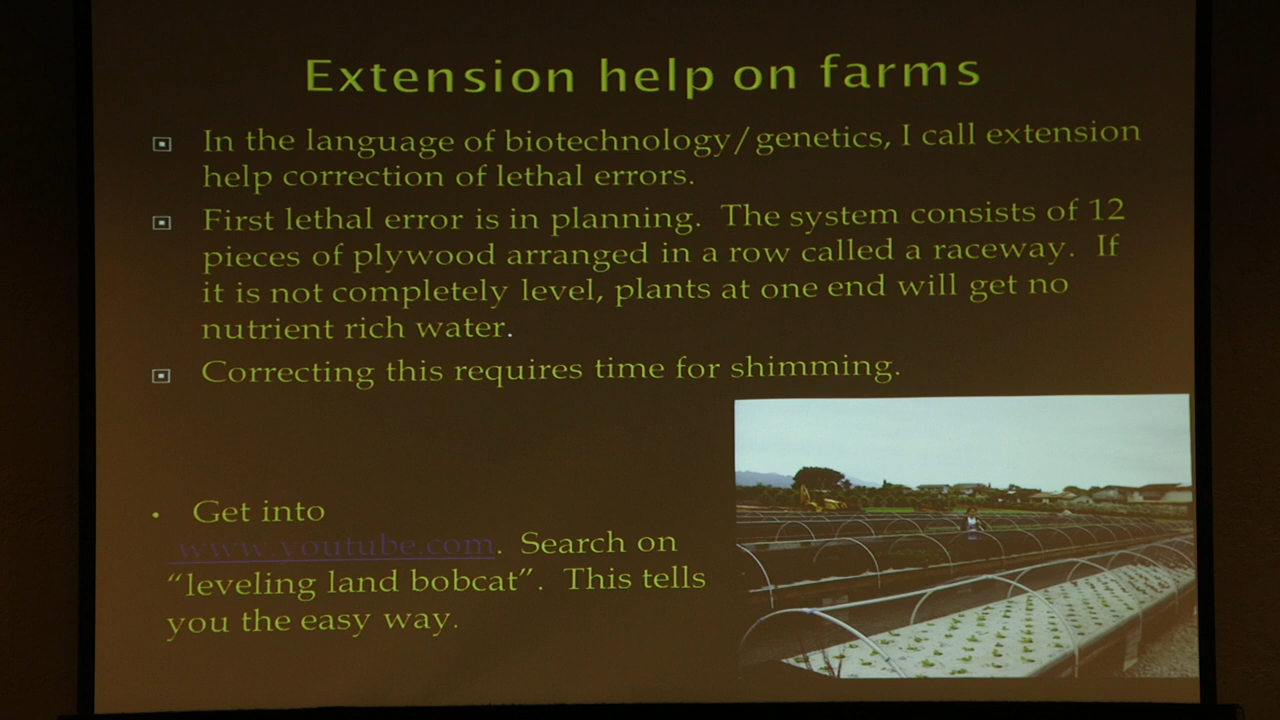 Extension help on farms
In the language of biotechnology/genetics, I call extension
help correction of lethal errors.
First lethal error is in planning.  The system consists of 12
pieces of plywood arranged in a row called a raceway.  If
it is not completely level, plants at one end will get no
nutrient rich water.
Correcting this requires time for shimming.
• Get into
www.youtube.com.  Search on
“leveling land bobcat”.  This tells
you the easy way.